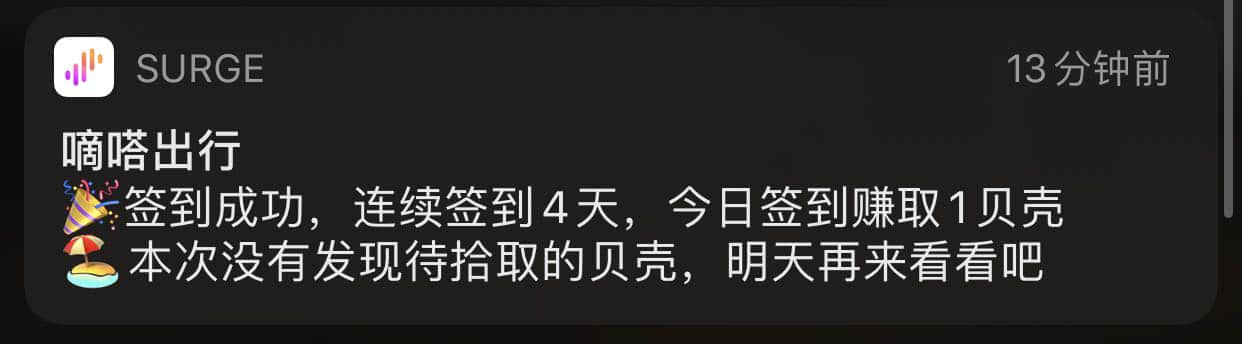 SURGE
13分钟前
嘀嗒出行
🎉签到成功，连续签到4天，今日签到赚取1贝壳
🏖️本次没有发现待拾取的贝壳，明天再来看看吧